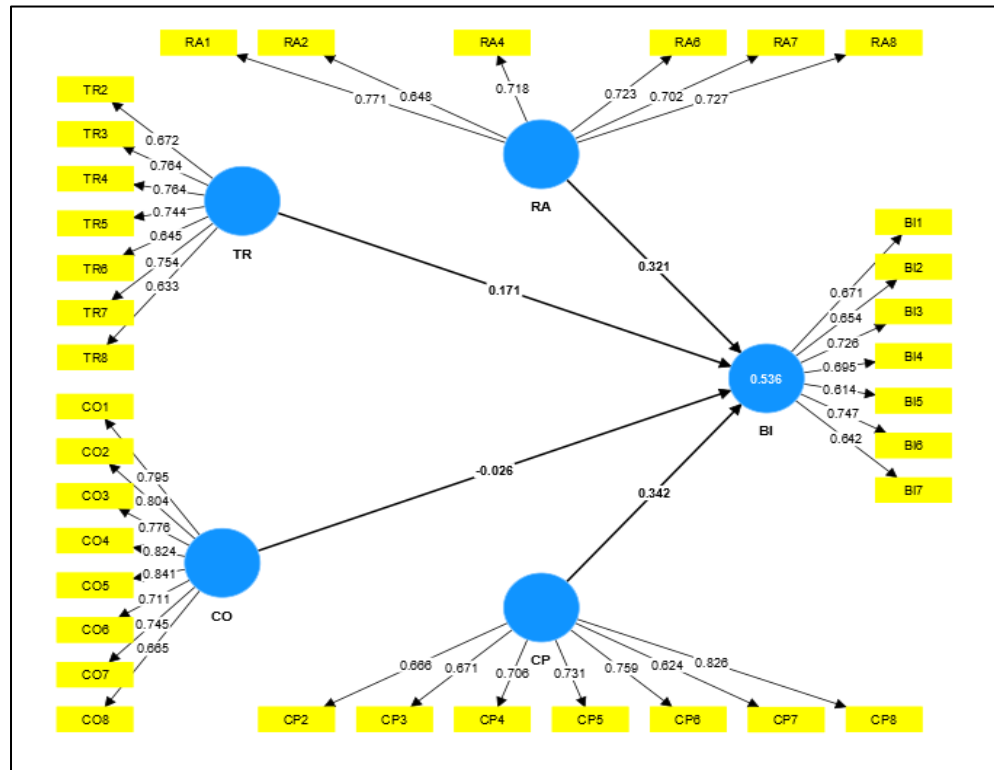 RA1 RA2 RA4 RA6 RA7 RA8
0.771 0.648 0.718 0.723 0.702 0.727
RA
TR2
TR3
TR4
TR5
TR6
TR7
TR8
0.672
0.764
0.764
0.744
0.645
0.754
0.633
TR
0.321
0.171
BI1
BI2
BI3
BI4
BI5
BI6
BI7
0.671
0.654
0.726
0.695
0.614
0.747
0.642
0.536
BI
CO1
CO2
CO3
CO4
CO5
CO6
CO7
CO8
0.795
0.804
0.776
0.824
0.841
0.711
0.745
0.665
CO
-0.026
0.342
CP
0.666 0.671 0.706 0.731 0.759 0.624 0.826
CP2 CP3 CP4 CP5 CP6 CP7 CP8